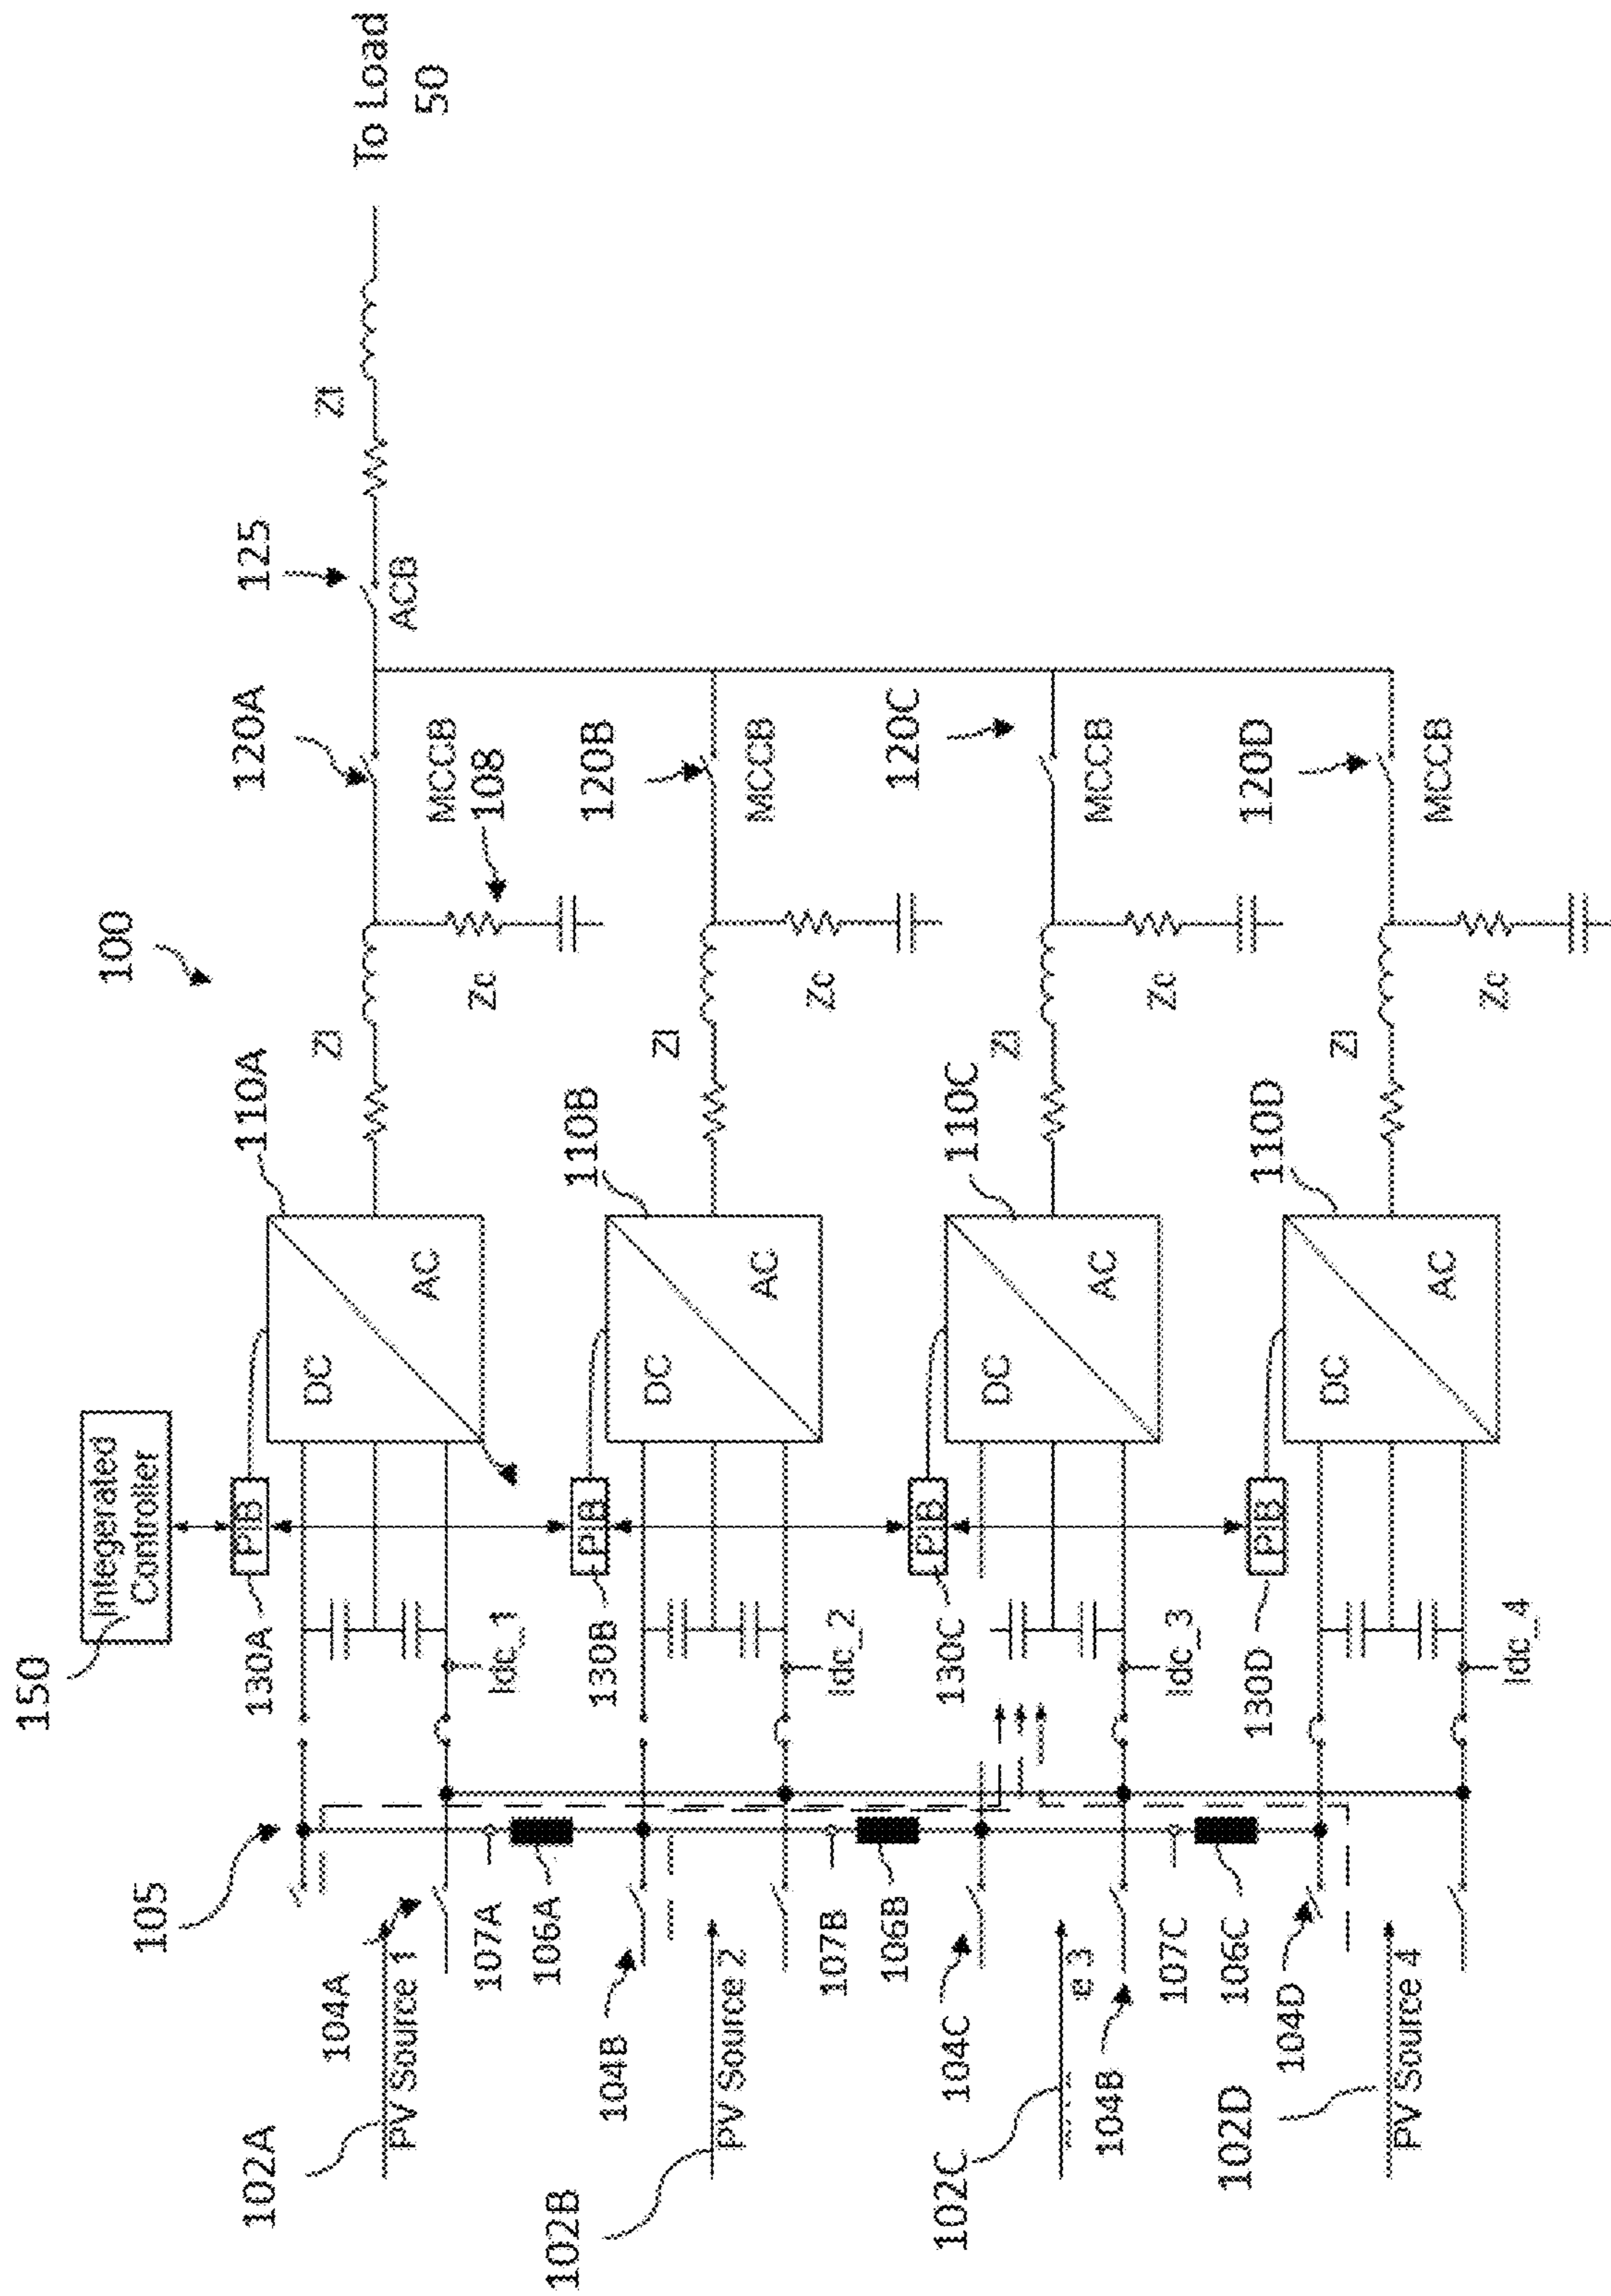 150
Integerated
Controller
100
105
130A
PIB
DC
AC
110A
Zl
Zc
108
120A
MCCB
125
ACB
Zt
To Load
50
102A
PV Source 1
104A
107A
106A
Idc_1
130B
PIB
DC
AC
110B
Zl
Zc
120B
MCCB
102B
PV Source 2
104B
107B
106B
Idc_2
130C
PIB
DC
AC
110C
Zl
Zc
120C
MCCB
102C
e 3
104C
104B
107C
106C
Idc_3
130D
PIB
DC
AC
110D
Zl
Zc
120D
MCCB
102D
PV Source 4
104D
Idc_4